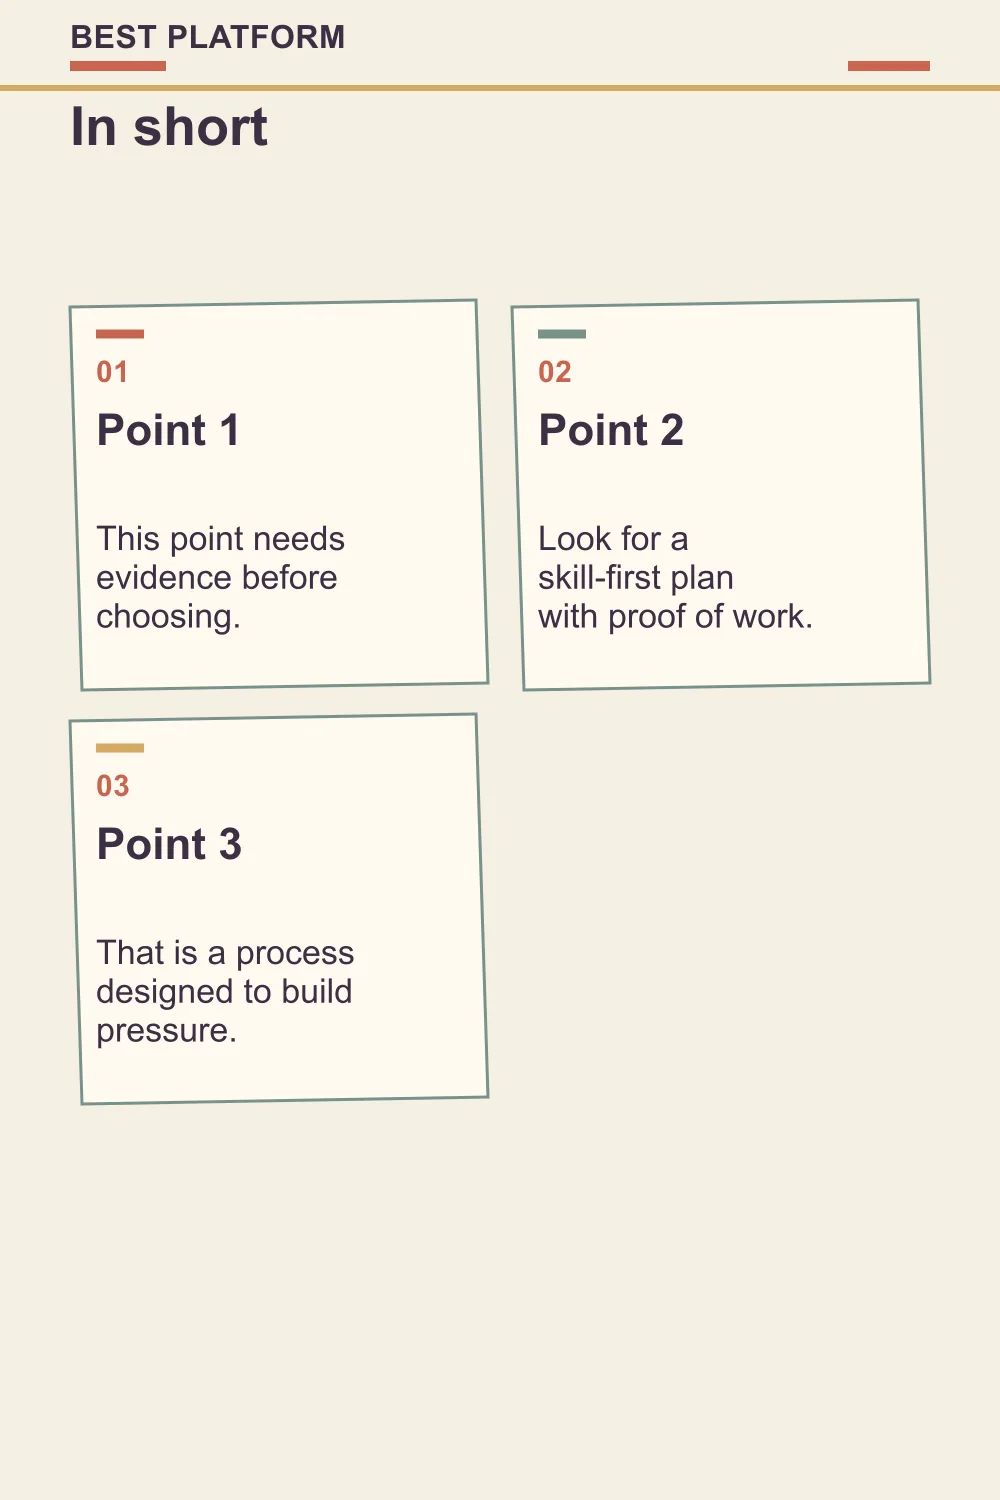 BEST PLATFORM
In short
01
Point 1
This point needs
evidence before
choosing.
02
Point 2
Look for a
skill-first plan
with proof of work.
03
Point 3
That is a process
designed to build
pressure.